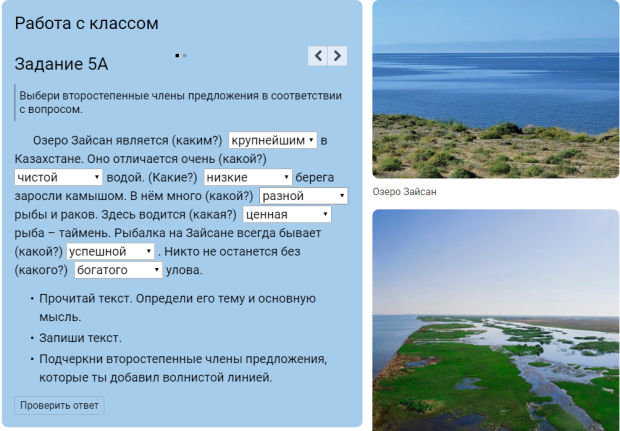 Работа с классом
Задание 5А
Выбери второстепенные члены предложения в соответствии
с вопросом.
Озеро Зайсан является (каким?) крупнейшим в
Казахстане. Оно отличается очень (какой?)
чистой водой. (Какие?) низкие берега
заросли камышом. В нём много (какой?) разной
рыбы и раков. Здесь водится (какая?) ценная
рыба – таймень. Рыбалка на Зайсане всегда бывает
(какой?) успешной . Никто не останется без
(какого?) богатого улова.
• Прочитай текст. Определи его тему и основную
мысль.
• Запиши текст.
• Подчеркни второстепенные члены предложения,
которые ты добавил волнистой линией.
Проверить ответ
Озеро Зайсан